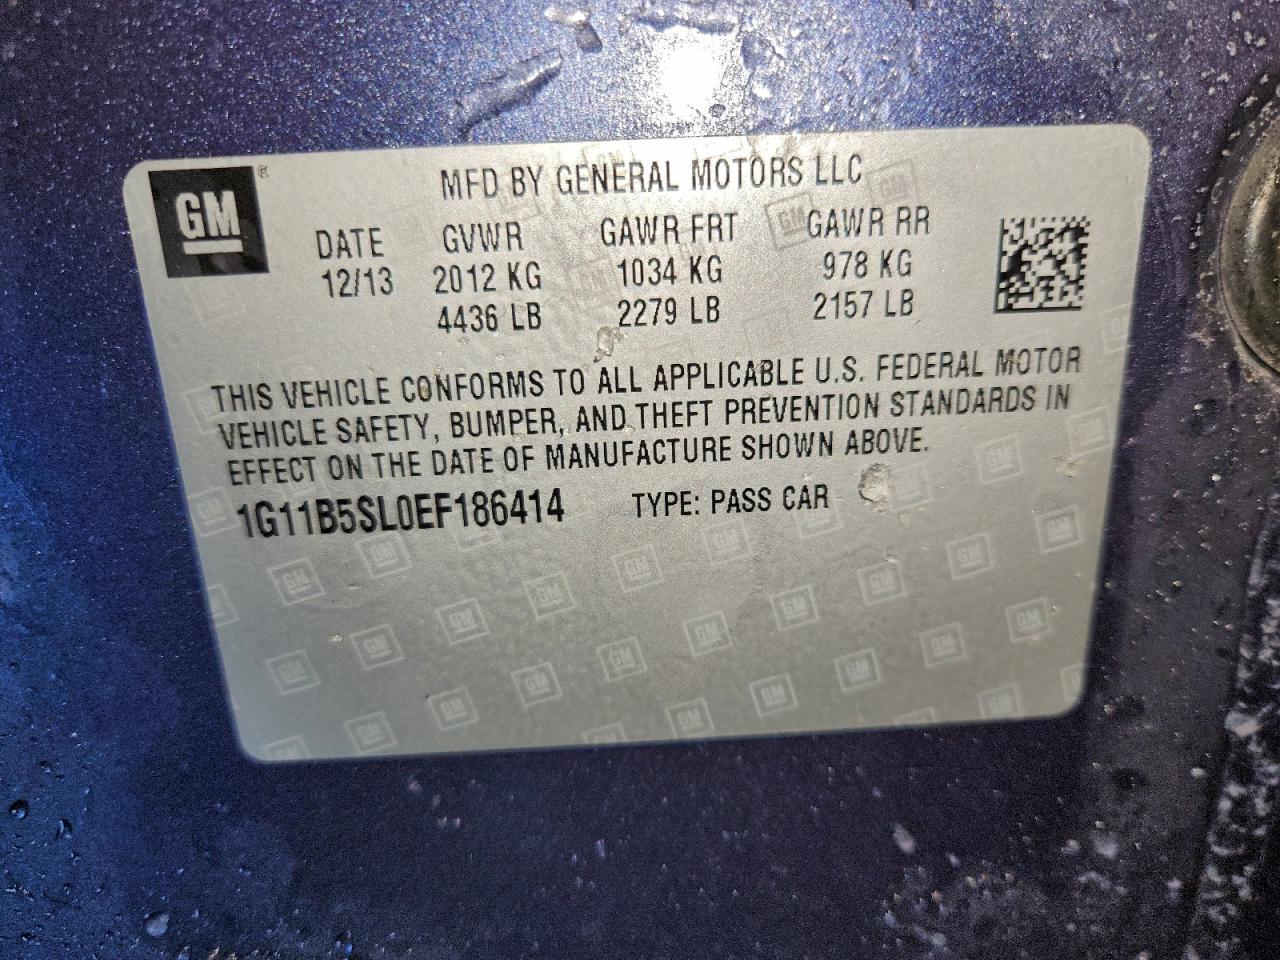 GM ®
MFD BY GENERAL MOTORS LLC
DATE GVWR GAWR FRT GAWR RR
12/13 2012 KG 1034 KG 978 KG
4436 LB 2279 LB 2157 LB
THIS VEHICLE CONFORMS TO ALL APPLICABLE U.S. FEDERAL MOTOR
VEHICLE SAFETY, BUMPER, AND THEFT PREVENTION STANDARDS IN
EFFECT ON THE DATE OF MANUFACTURE SHOWN ABOVE.
1G11B5SL0EF186414 TYPE: PASS CAR